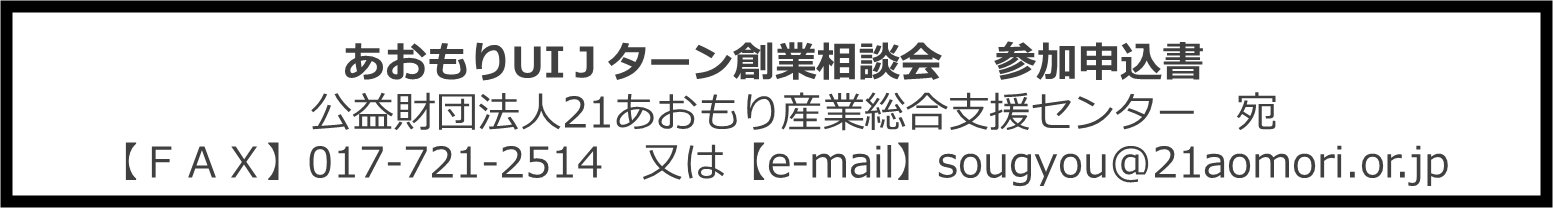 あおもりUIJターン創業相談会　参加申込書
公益財団法人21あおもり産業総合支援センター　宛
【ＦＡＸ】017-721-2514　又は【e-mail】sougyou@21aomori.or.jp